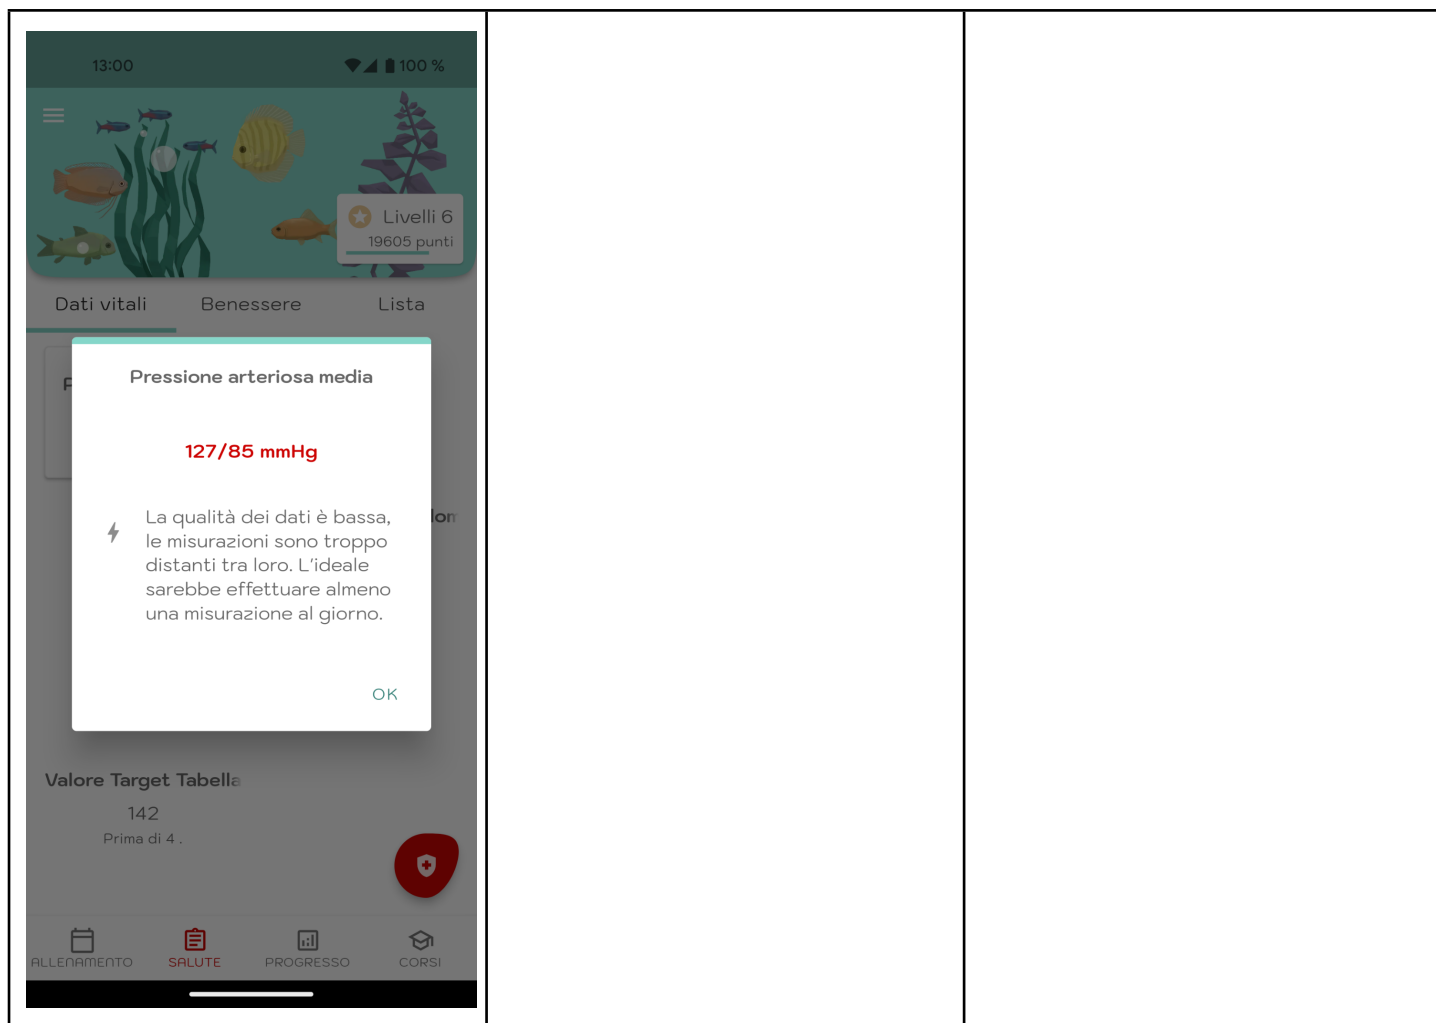 13:00
100 %
Livelli 6
19605 punti
Dati vitali
Benessere
Lista
Pressione arteriosa media
127/85 mmHg
La qualità dei dati è bassa,
le misurazioni sono troppo
distanti tra loro. L'ideale
sarebbe effettuare almeno
una misurazione al giorno.
OK
Valore Target Tabella
142
Prima di 4 .
ALLENAMENTO
SALUTE
PROGRESSO
CORSI